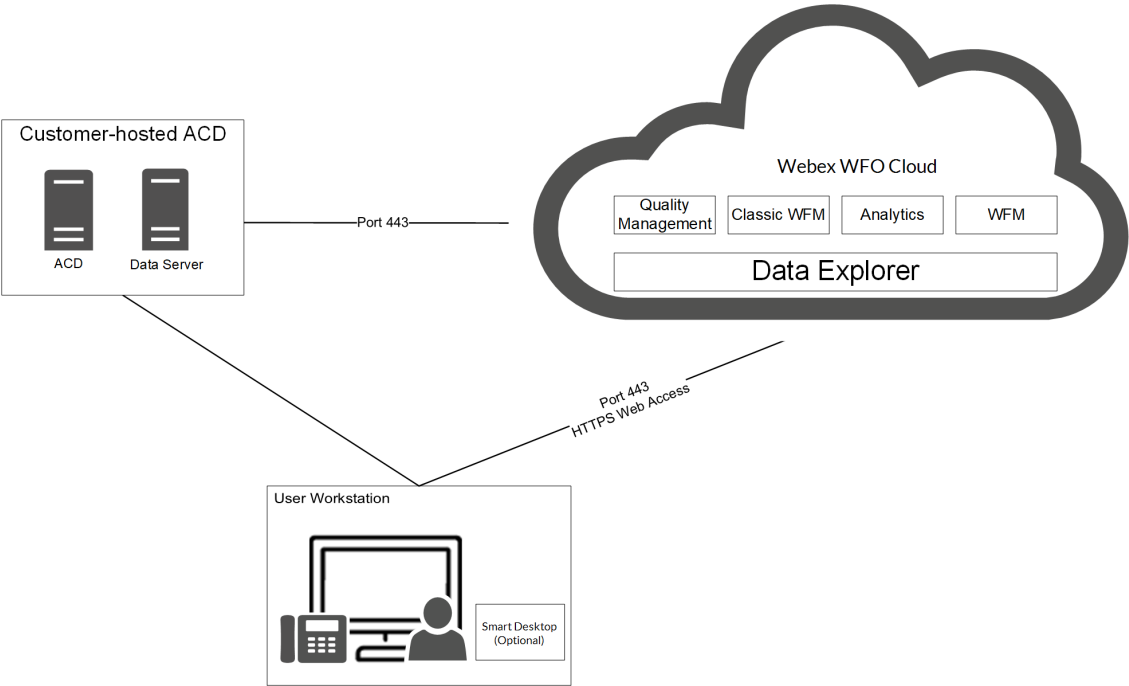 Customer-hosted ACD
ACD
Data Server
Port 443
Webex WFO Cloud
Quality
Management
Classic WFM
Analytics
WFM
Data Explorer
Port 443
HTTPS Web Access
User Workstation
Smart Desktop
(Optional)